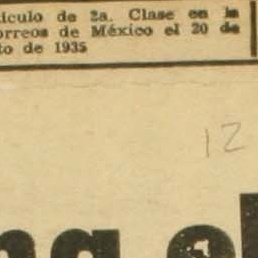 ículo de 2a. Clase en la
orreos de México el 20 de
to de 1935
12